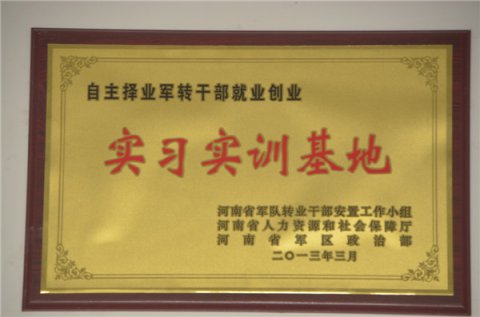 自主择业军转干部就业创业
实习实训基地
河南省军队转业干部安置工作小组
河南省人力资源和社会保障厅
河南省军区政治部
二〇一三年三月